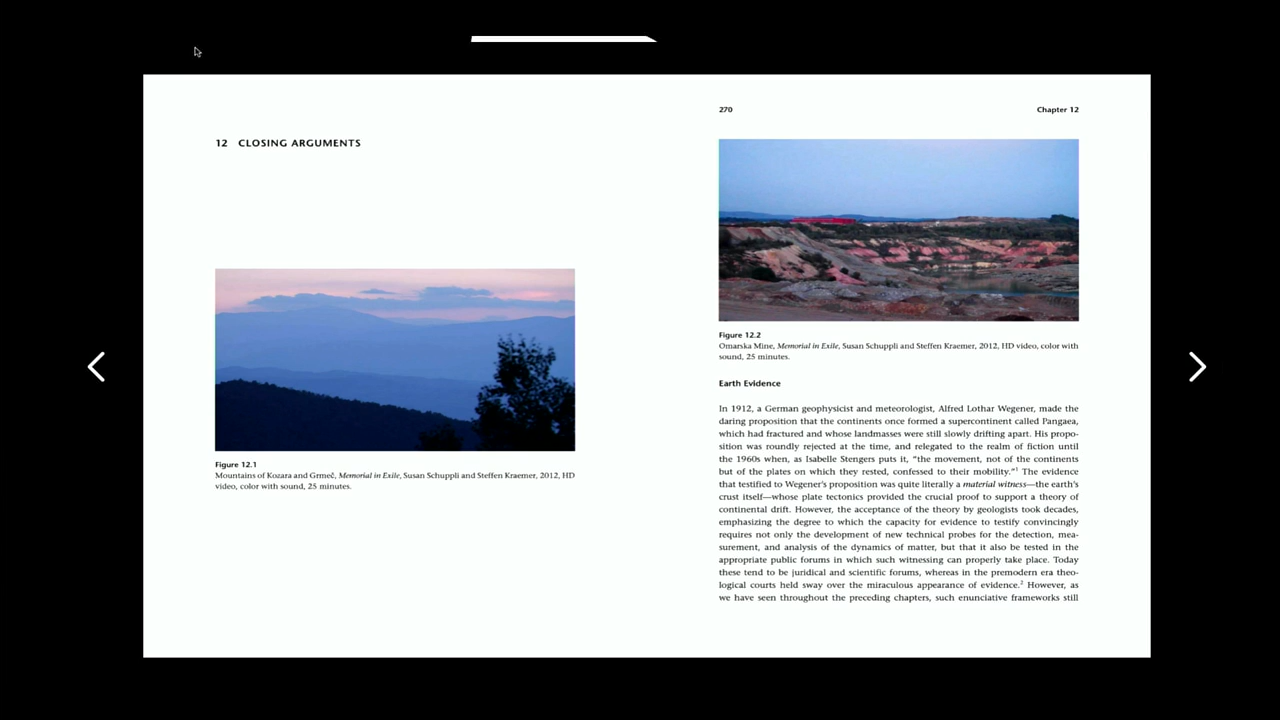 12 CLOSING ARGUMENTS
Figure 12.1
Mountains of Kozara and Grmeč, Memorial in Exile, Susan Schuppli and Steffen Kraemer, 2012, HD
video, color with sound, 25 minutes.
270 Chapter 12
Figure 12.2
Omarska Mine, Memorial in Exile, Susan Schuppli and Steffen Kraemer, 2012, HD video, color with
sound, 25 minutes.
Earth Evidence
In 1912, a German geophysicist and meteorologist, Alfred Lothar Wegener, made the
daring proposition that the continents once formed a supercontinent called Pangaea,
which had fractured and whose landmasses were still slowly drifting apart. His propo-
sition was roundly rejected at the time, and relegated to the realm of fiction until
the 1960s when, as Isabelle Stengers puts it, “the movement, not of the continents
but of the plates on which they rested, confessed to their mobility.”1 The evidence
that testified to Wegener's proposition was quite literally a material witness—the earth's
crust itself—whose plate tectonics provided the crucial proof to support a theory of
continental drift. However, the acceptance of the theory by geologists took decades,
emphasizing the degree to which the capacity for evidence to testify convincingly
requires not only the development of new technical probes for the detection, mea-
surement, and analysis of the dynamics of matter, but that it also be tested in the
appropriate public forums in which such witnessing can properly take place. Today
these tend to be juridical and scientific forums, whereas in the premodern era theo-
logical courts held sway over the miraculous appearance of evidence.2 However, as
we have seen throughout the preceding chapters, such enunciative frameworks still